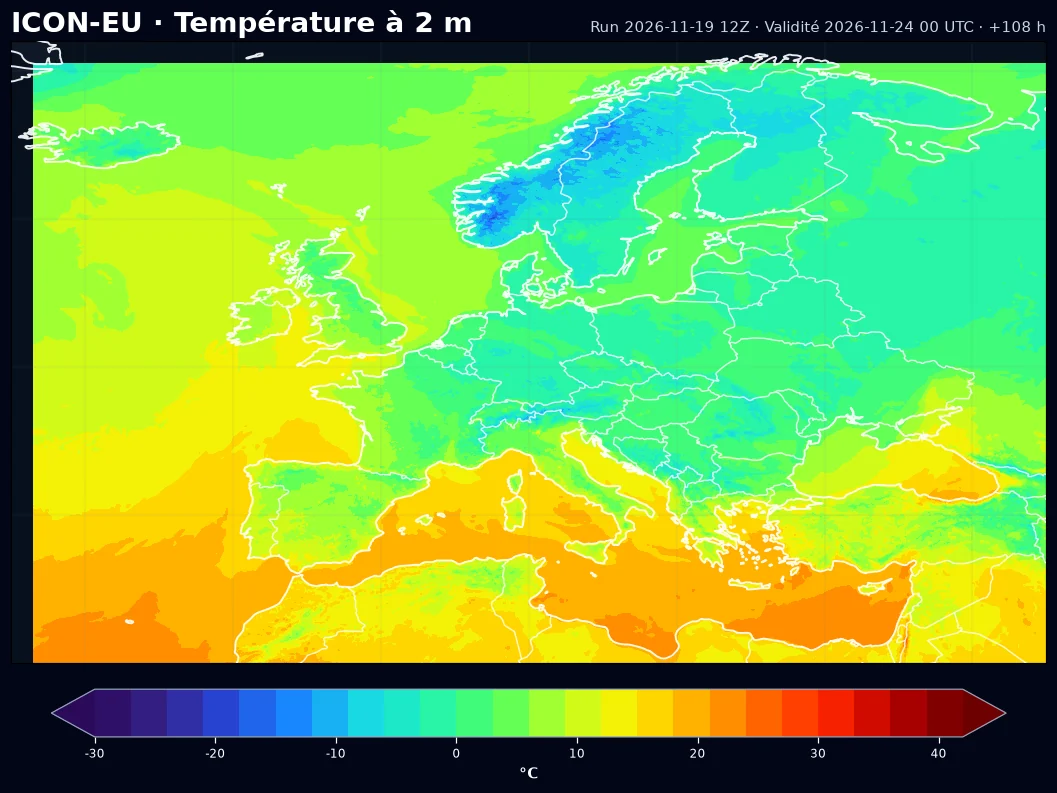 ICON-EU · Température à 2 m
Run 2026-11-19 12Z · Validité 2026-11-24 00 UTC · +108 h
-30 -20 -10 0 10 20 30 40
°C